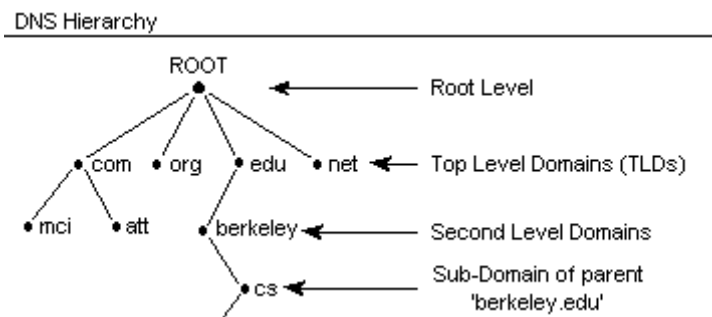 DNS Hierarchy
ROOT
Root Level
com org edu net Top Level Domains (TLDs)
mci att berkeley Second Level Domains
cs Sub-Domain of parent
'berkeley.edu'